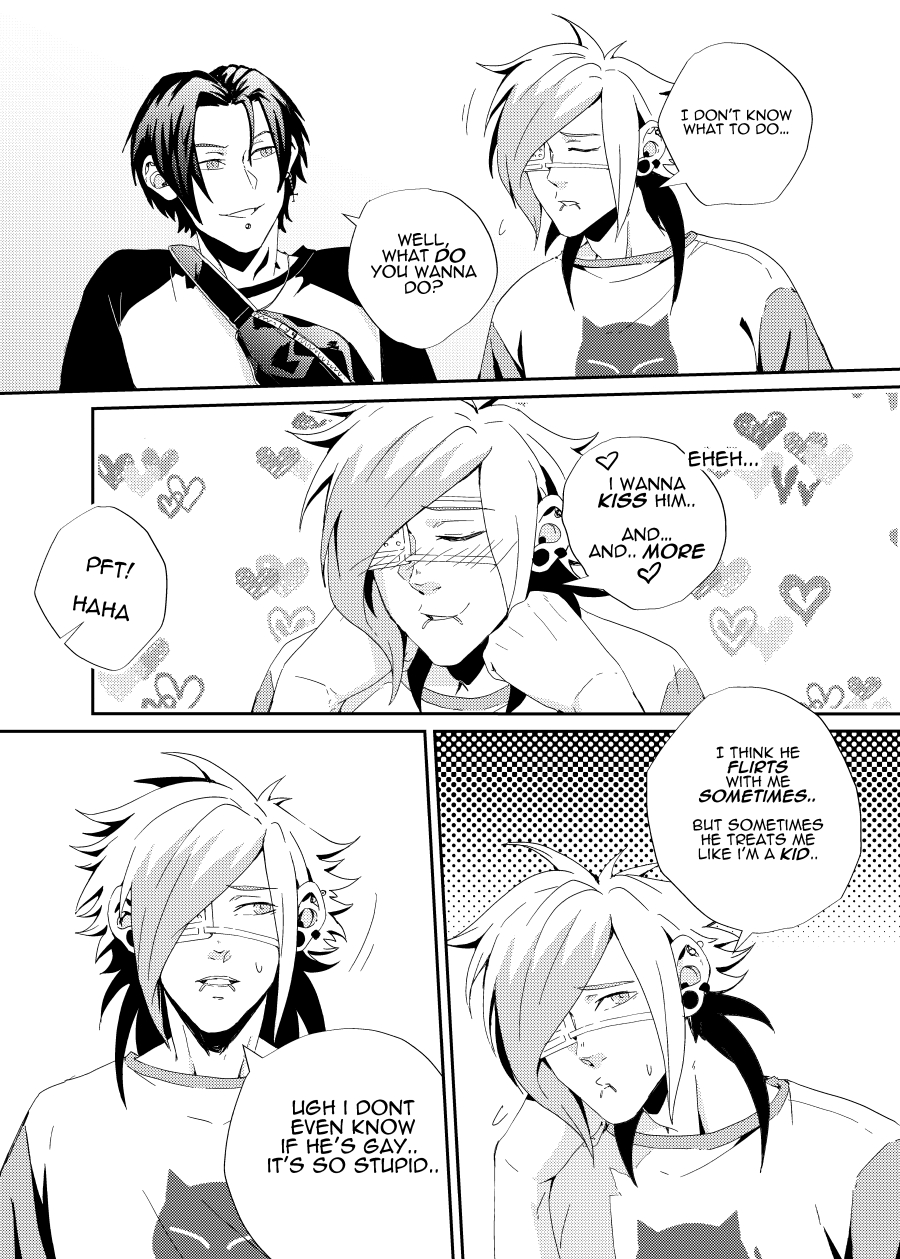 I DON'T KNOW
WHAT TO DO...
WELL,
WHAT DO
YOU WANNA
DO?
EHEH...
I WANNA
KISS HIM..
AND...
AND.. MORE
PFT!
HAHA
I THINK HE
FLIRTS
WITH ME
SOMETIMES..
BUT SOMETIMES
HE TREATS ME
LIKE I'M A KID..
UGH I DONT
EVEN KNOW
IF HE'S GAY..
IT'S SO STUPID..